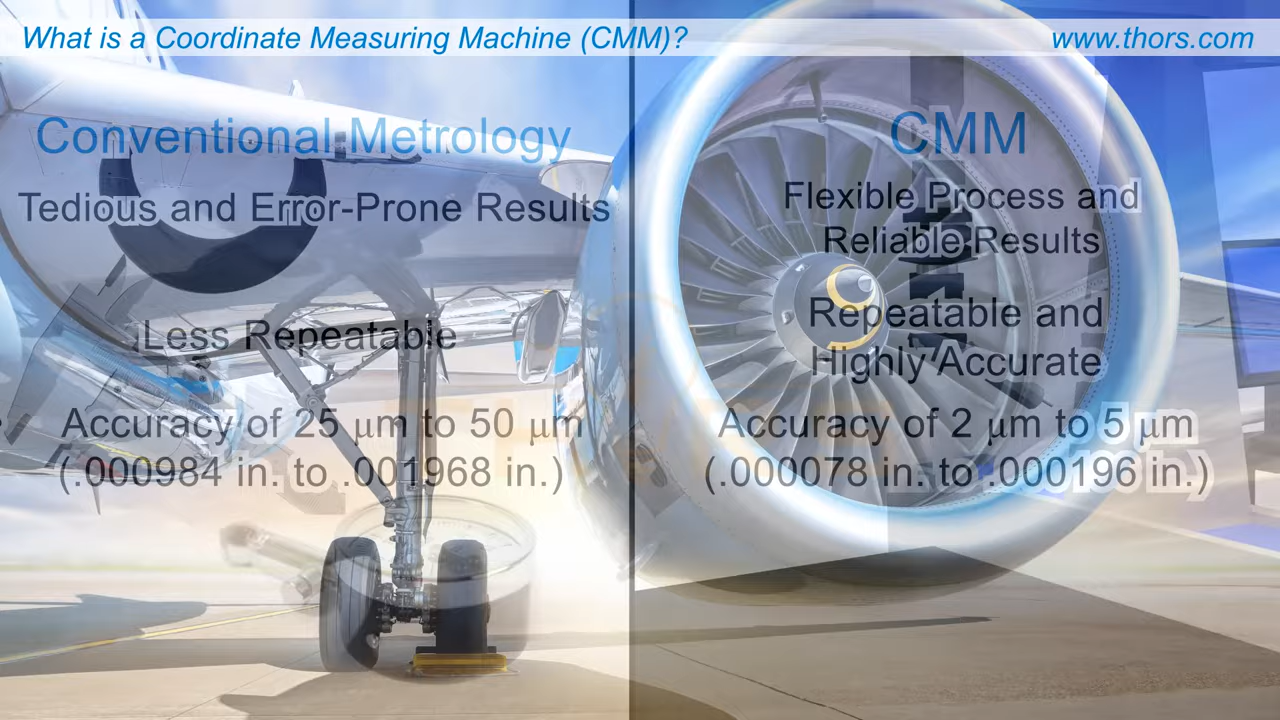 What is a Coordinate Measuring Machine (CMM)?
www.thors.com
Conventional Metrology
Tedious and Error-Prone Results
Less Repeatable
Accuracy of 25 μm to 50 μm
(.000984 in. to .001968 in.)
CMM
Flexible Process and
Reliable Results
Repeatable and
Highly Accurate
Accuracy of 2 μm to 5 μm
(.000078 in. to .000196 in.)